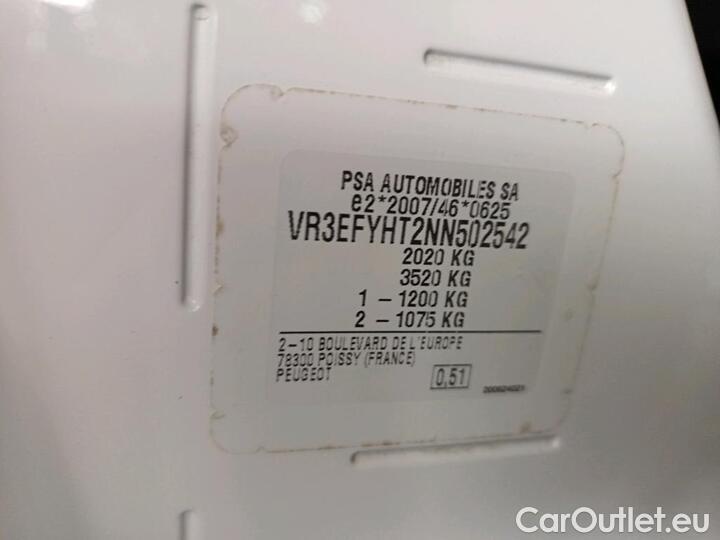 PSA AUTOMOBILES SA
e2*2007/46*0625
VR3EFYHT2NN502542
2020 KG
3520 KG
1 - 1200 KG
2 - 1075 KG
2-10 BOULEVARD DE L'EUROPE
78300 POISSY (FRANCE)
PEUGEOT
0,51
CarOutlet.eu